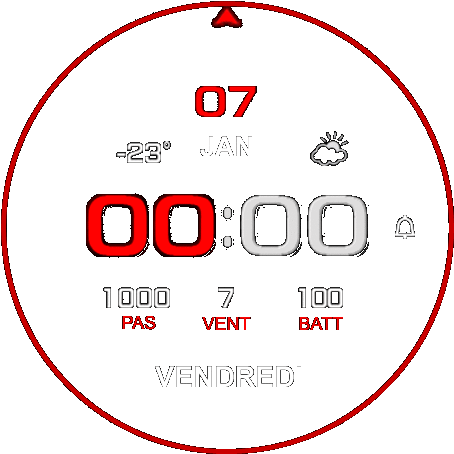 07
-23° JAN
00:00
1000 7 100
PAS VENT BATT
VENDREDI